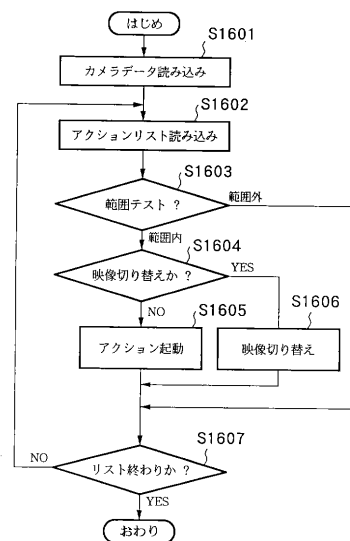 はじめ
S1601
カメラデータ読み込み
S1602
アクションリスト読み込み
S1603
範囲テスト ?
範囲外
範囲内
S1604
映像切り替えか ?
YES
NO
S1605
アクション起動
S1606
映像切り替え
S1607
リスト終わりか ?
NO
YES
おわり